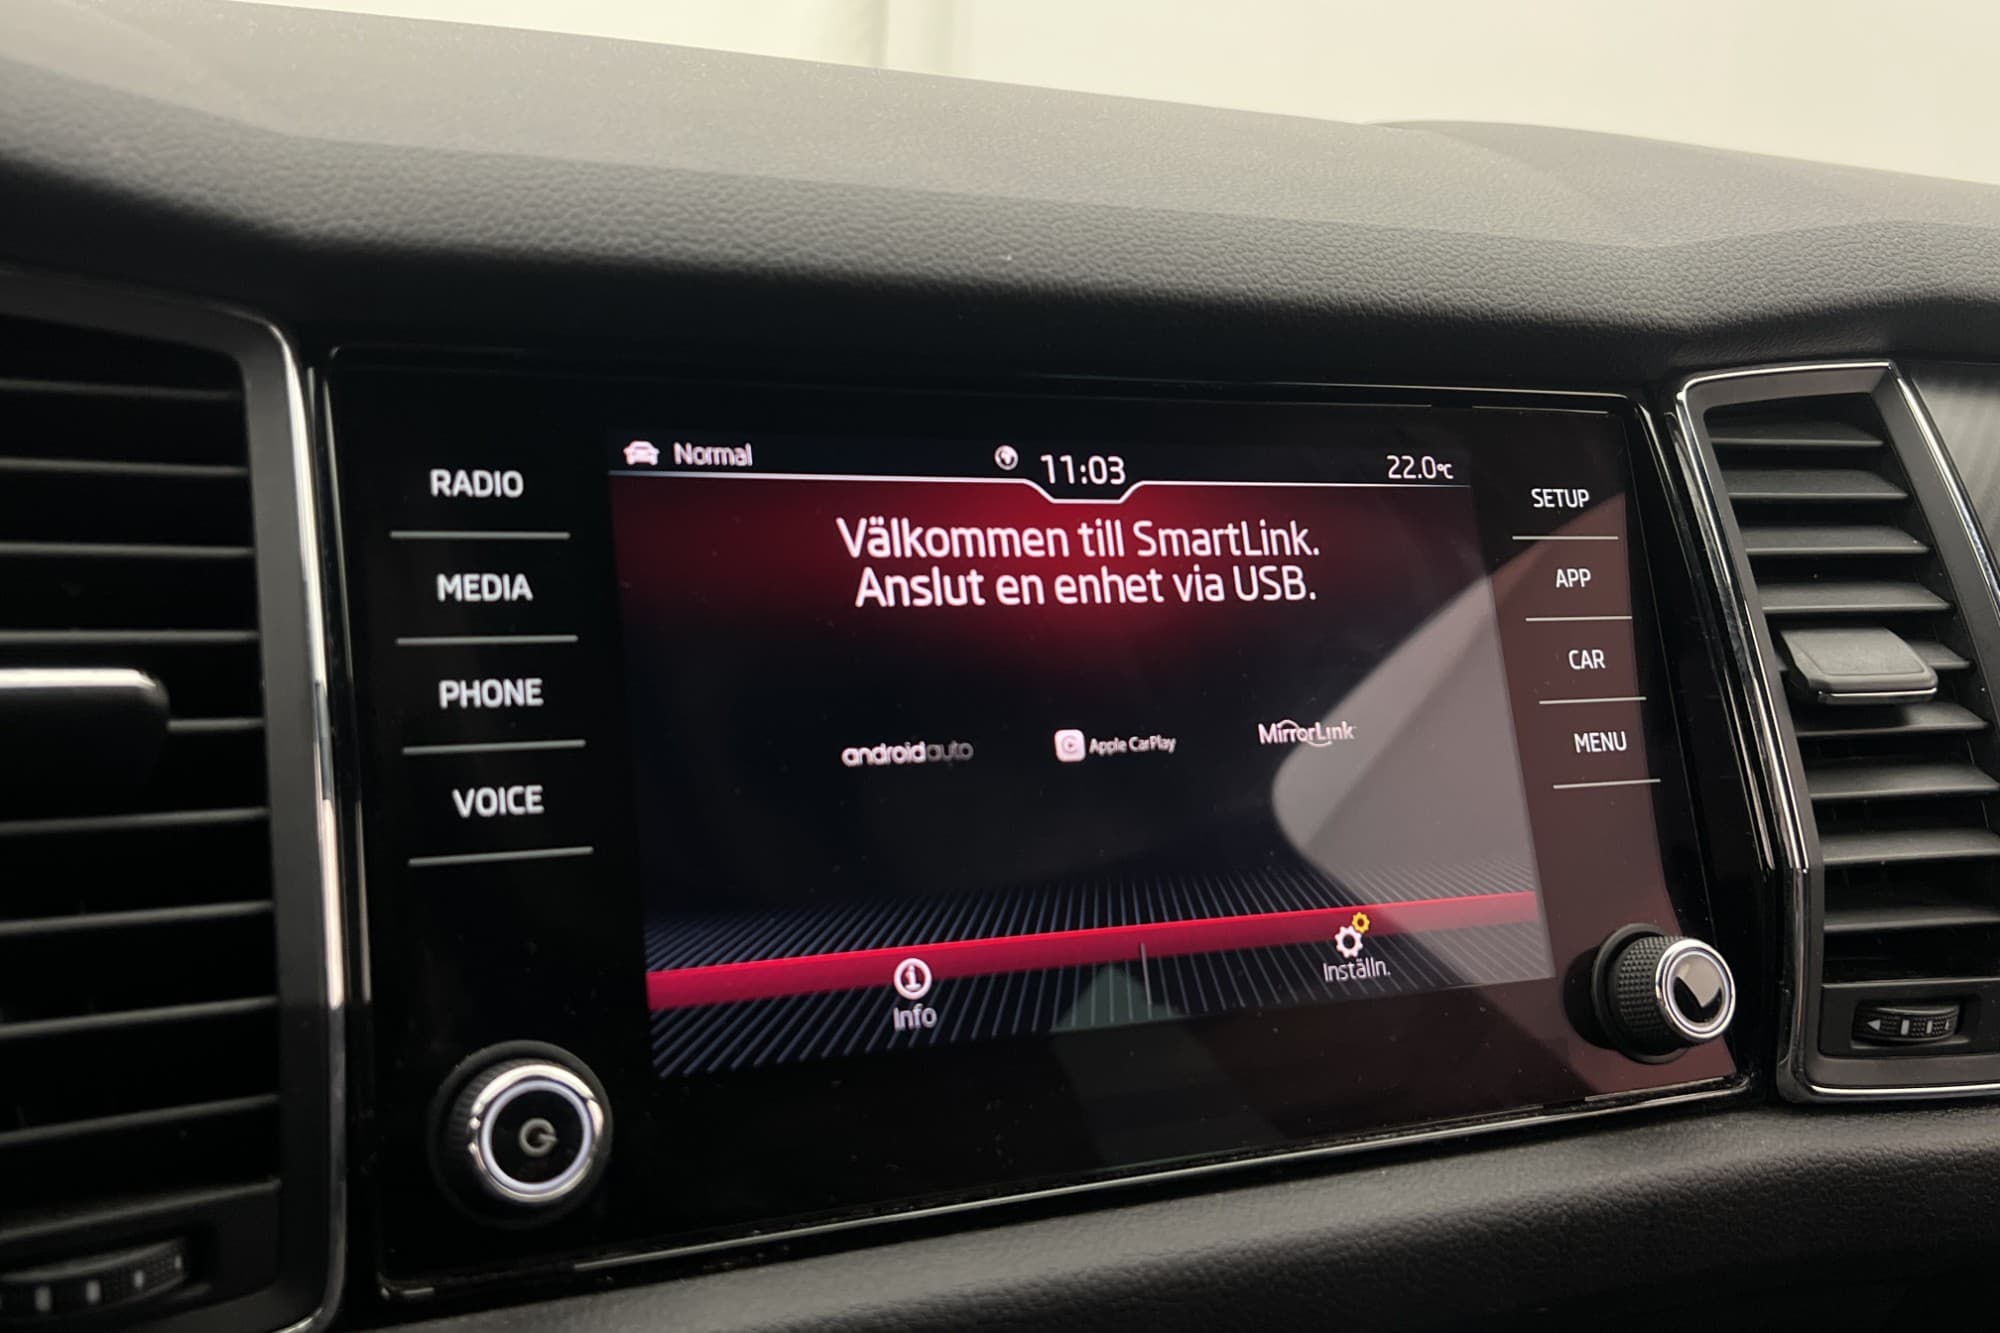 Normal
11:03
22.0°C
RADIO
MEDIA
PHONE
VOICE
Välkommen till SmartLink.
Anslut en enhet via USB.
androidauto
Apple CarPlay
MirrorLink
Info
Inställn.
SETUP
APP
CAR
MENU